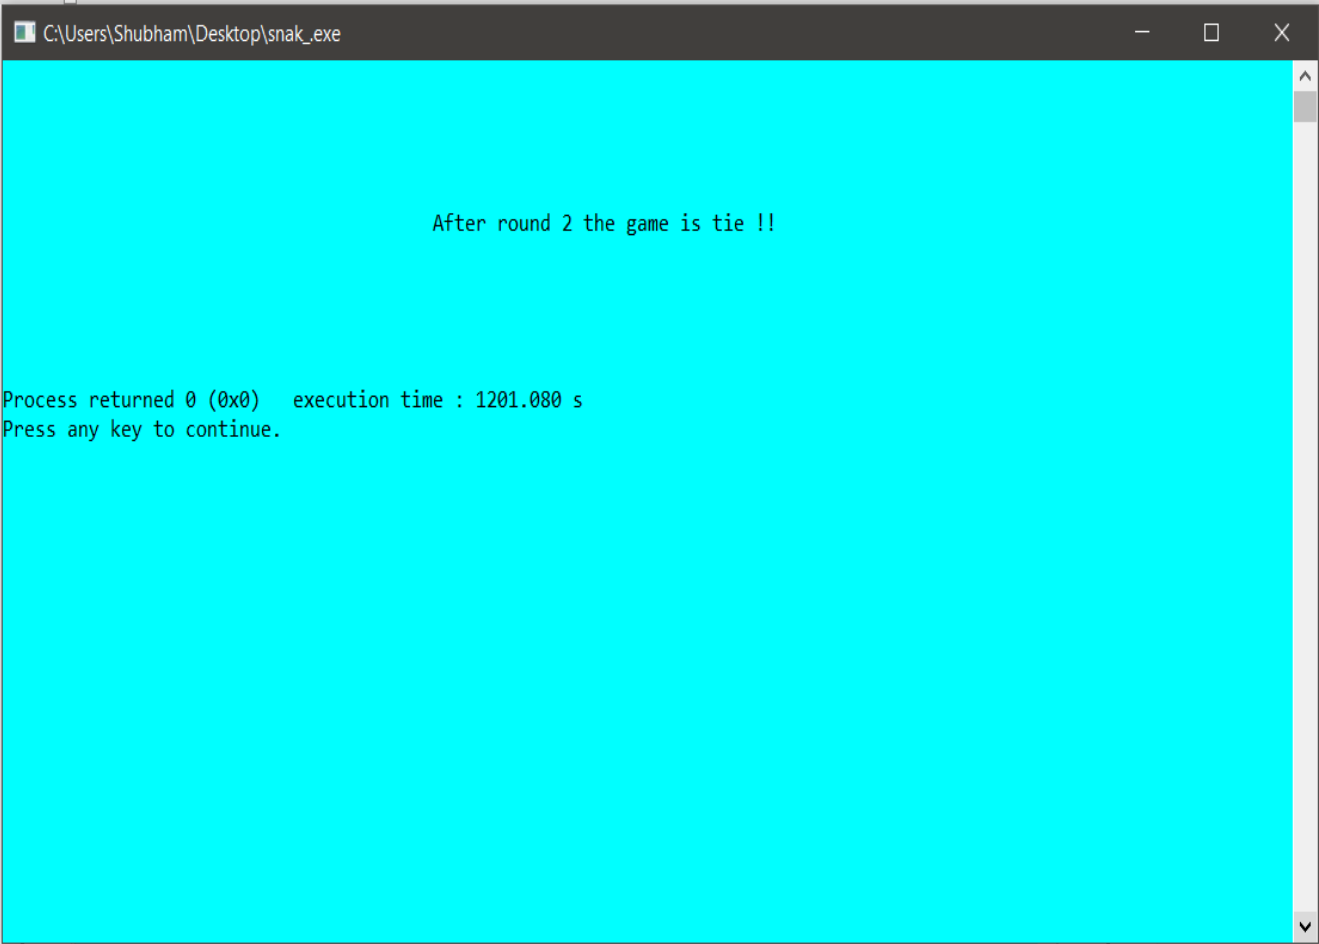 C:\Users\Shubham\Desktop\snak_.exe
After round 2 the game is tie !!
Process returned 0 (0x0)   execution time : 1201.080 s
Press any key to continue.